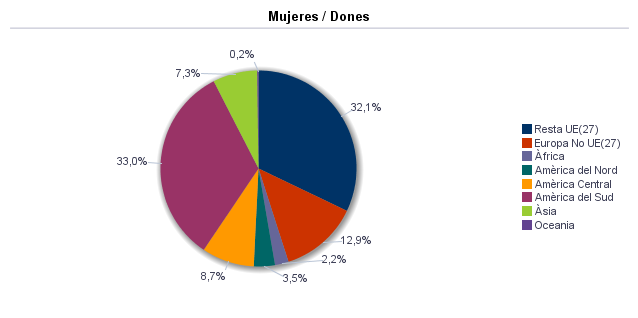 Mujeres / Dones
0,2%
7,3%
32,1%
33,0%
12,9%
2,2%
3,5%
8,7%
Resta UE(27)
Europa No UE(27)
Àfrica
Amèrica del Nord
Amèrica Central
Amèrica del Sud
Àsia
Oceania